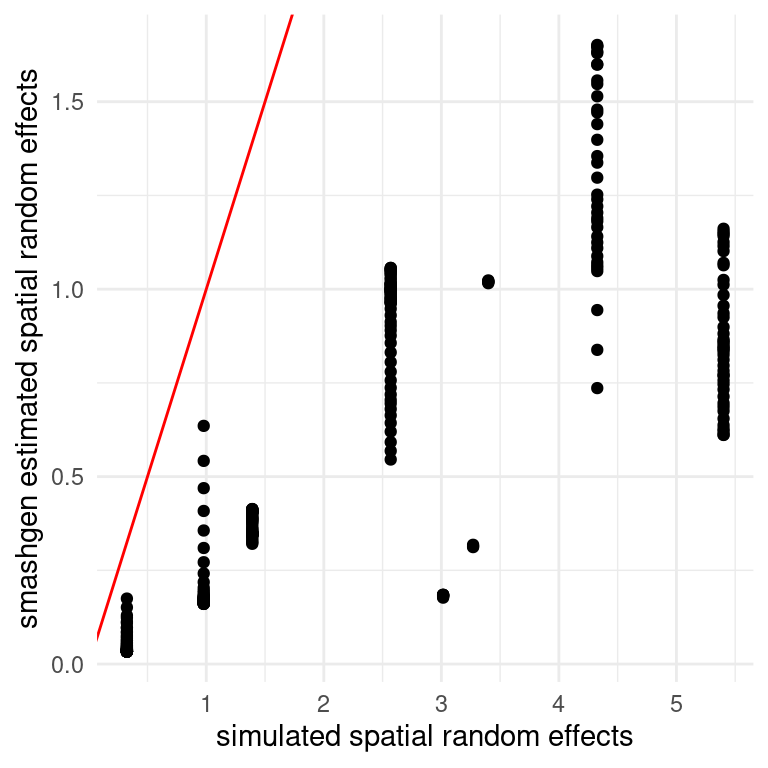 smashgen estimated spatial random effects
1.5
1.0
0.5
0.0
1 2 3 4 5
simulated spatial random effects